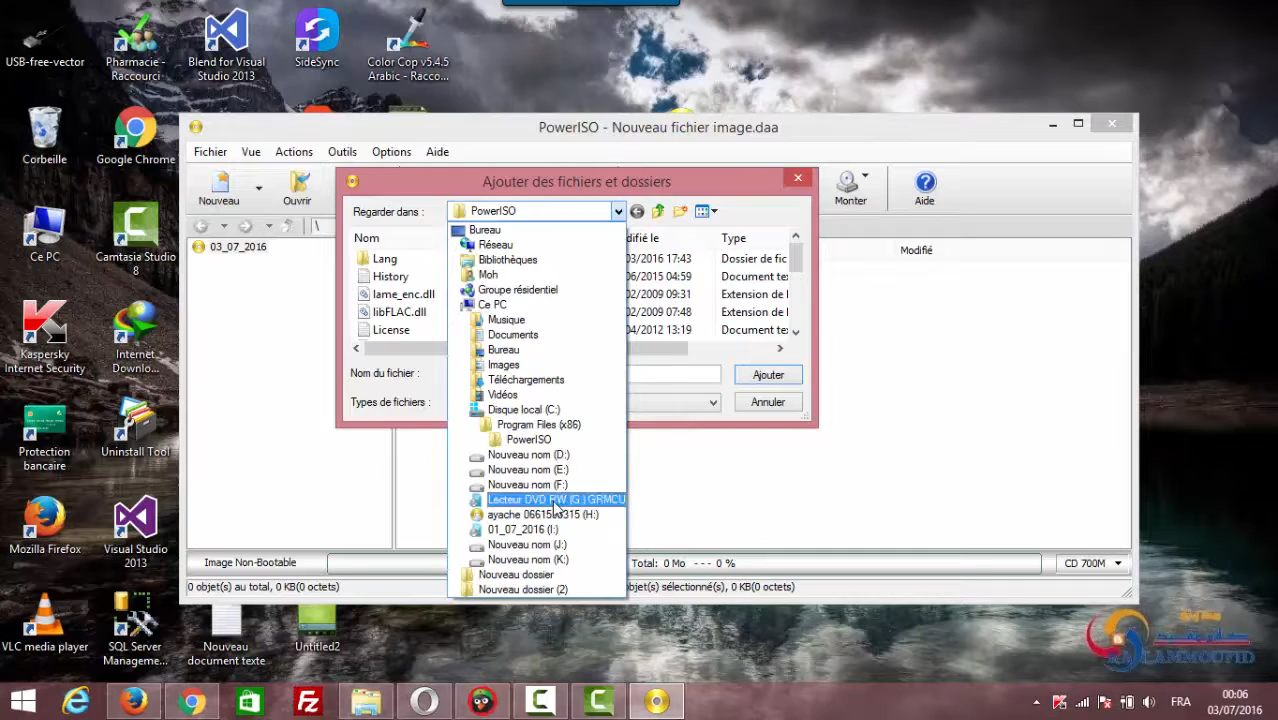 USB-free-vector
Pharmacie -
Raccourci
Blend for Visual
Studio 2013
SideSync
Color Cop v5.4.5
Arabic - Racco...
Corbeille
Google Chrome
Ce PC
Camtasia Studio
8
Kaspersky
Internet Security
Internet
Downlo...
Protection
bancaire
Uninstall Tool
Mozilla Firefox
Visual Studio
2013
VLC media player
SQL Server
Manageme...
Nouveau
document texte
Untitled2
PowerISO - Nouveau fichier image.daa
Fichier Vue Actions Outils Options Aide
Nouveau Ouvrir Monter Aide
\
03_07_2016
Modifié
Ajouter des fichiers et dossiers
Regarder dans : PowerISO
Nom difié le Type
Lang 03/2016 17:43 Dossier de fic
History 06/2015 04:59 Document te
lame_enc.dll 02/2009 09:31 Extension de l
libFLAC.dll 02/2009 07:48 Extension de l
License 04/2012 13:19 Document te
Nom du fichier : Ajouter
Types de fichiers : Annuler
Bureau
Réseau
Bibliothèques
Moh
Groupe résidentiel
Ce PC
Musique
Documents
Bureau
Images
Téléchargements
Vidéos
Disque local (C:)
Program Files (x86)
PowerISO
Nouveau nom (D:)
Nouveau nom (E:)
Nouveau nom (F:)
Lecteur DVD RW (G:) GRMCU
01_07_2016 (I:)
Nouveau nom (J:)
Nouveau nom (K:)
Nouveau dossier
Nouveau dossier (2)
Image Non-Bootable Total: 0 Mo --- 0 % CD 700M
0 objet(s) au total, 0 KB(0 octets) objet(s) sélectionné(s), 0 KB(0 octets)
FRA
00:06
03/07/2016